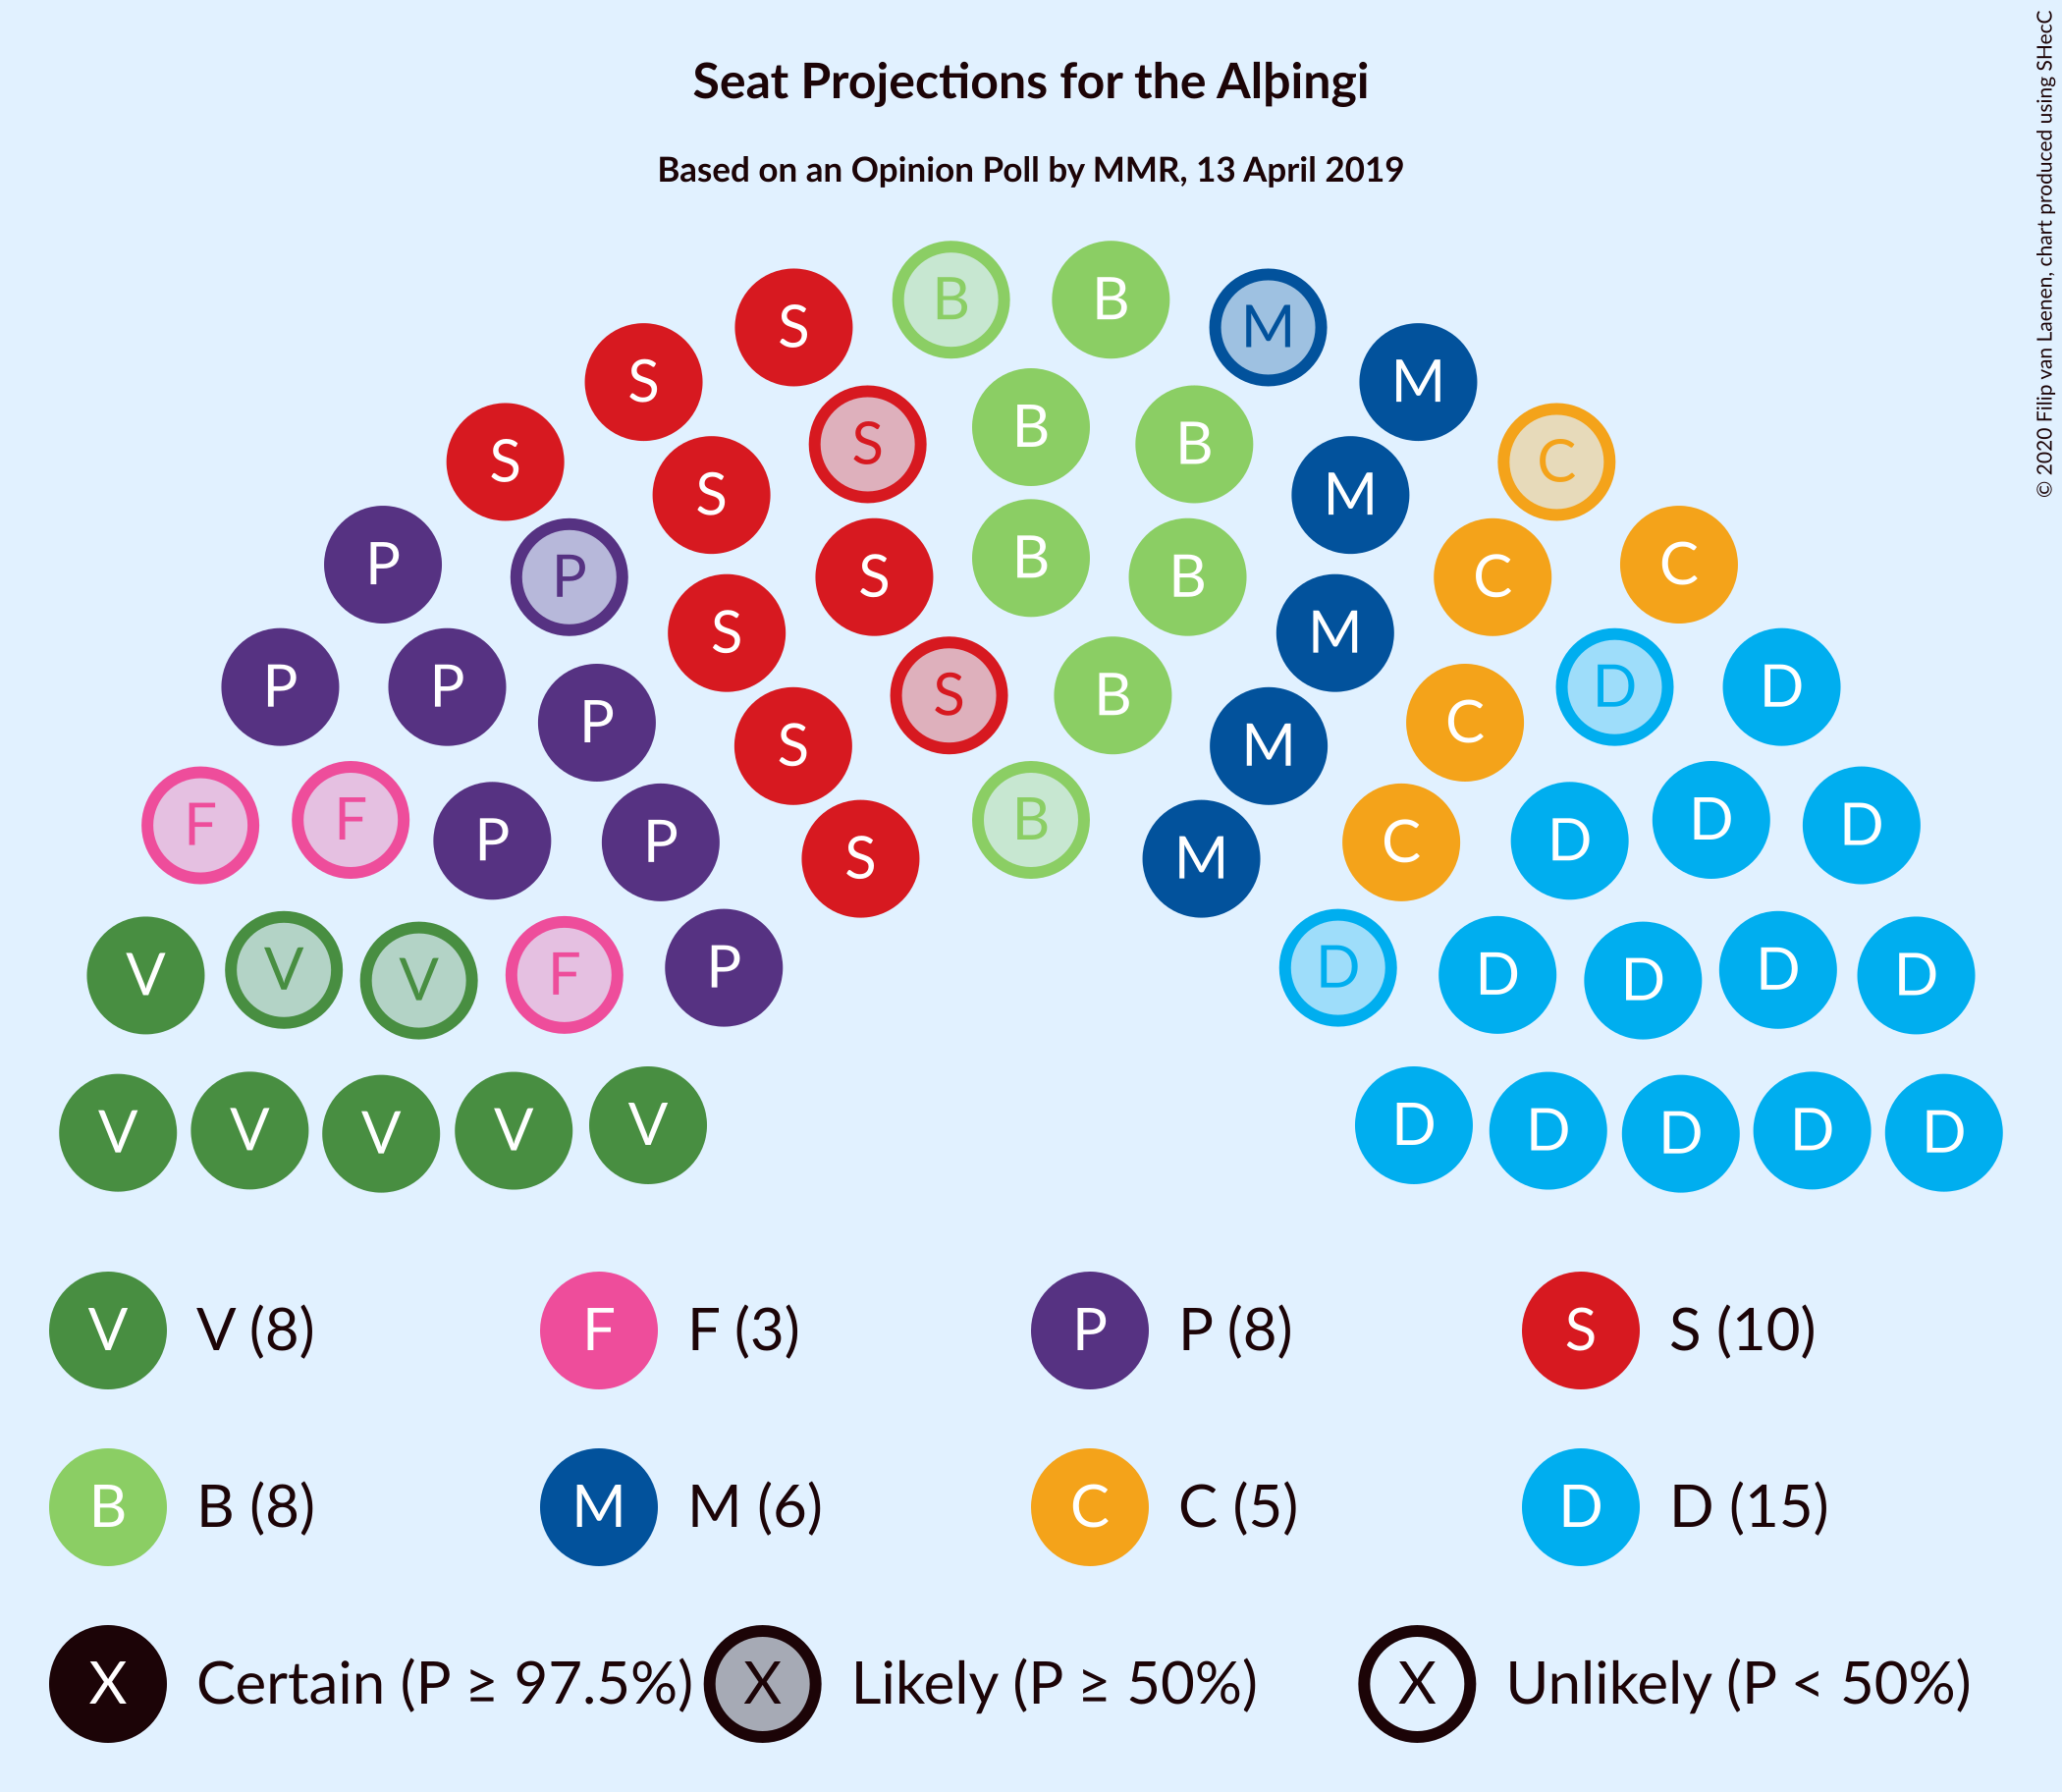 Seat Projections for the Alþingi
Based on an Opinion Poll by MMR, 13 April 2019
© 2020 Filip van Laenen, chart produced using SHecC
S B B M
S M
S S B B C
S M
P P S B B C C
S M
P P S B D D
P C
S M
F F P P S B M C D D D
V V V F P D D D D D
V V V V V D D D D D
V V (8) F F (3) P P (8) S S (10)
B B (8) M M (6) C C (5) D D (15)
X Certain (P ≥ 97.5%) X Likely (P ≥ 50%) X Unlikely (P < 50%)